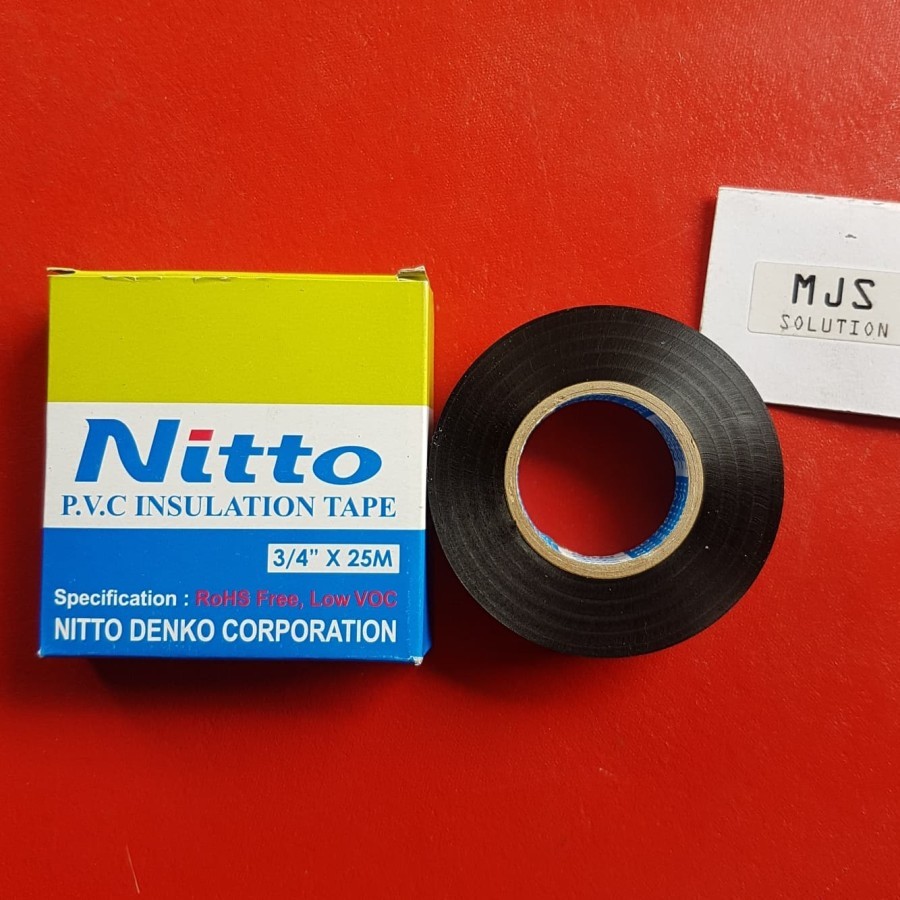 Nitto
P.V.C INSULATION TAPE
3/4" X 25M
Specification : RoHS Free, Low VOC
NITTO DENKO CORPORATION
MJS
SOLUTION